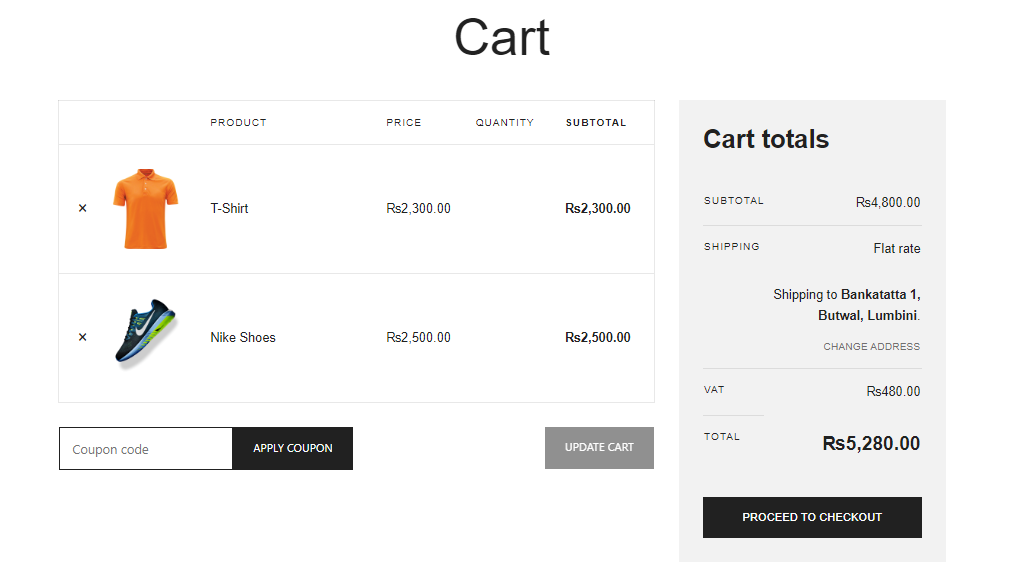 Cart
PRODUCT PRICE QUANTITY SUBTOTAL
× T-Shirt Rs2,300.00 Rs2,300.00
× Nike Shoes Rs2,500.00 Rs2,500.00
Coupon code APPLY COUPON UPDATE CART
Cart totals
SUBTOTAL Rs4,800.00
SHIPPING Flat rate
Shipping to Bankatatta 1,
Butwal, Lumbini.
CHANGE ADDRESS
VAT Rs480.00
TOTAL Rs5,280.00
PROCEED TO CHECKOUT